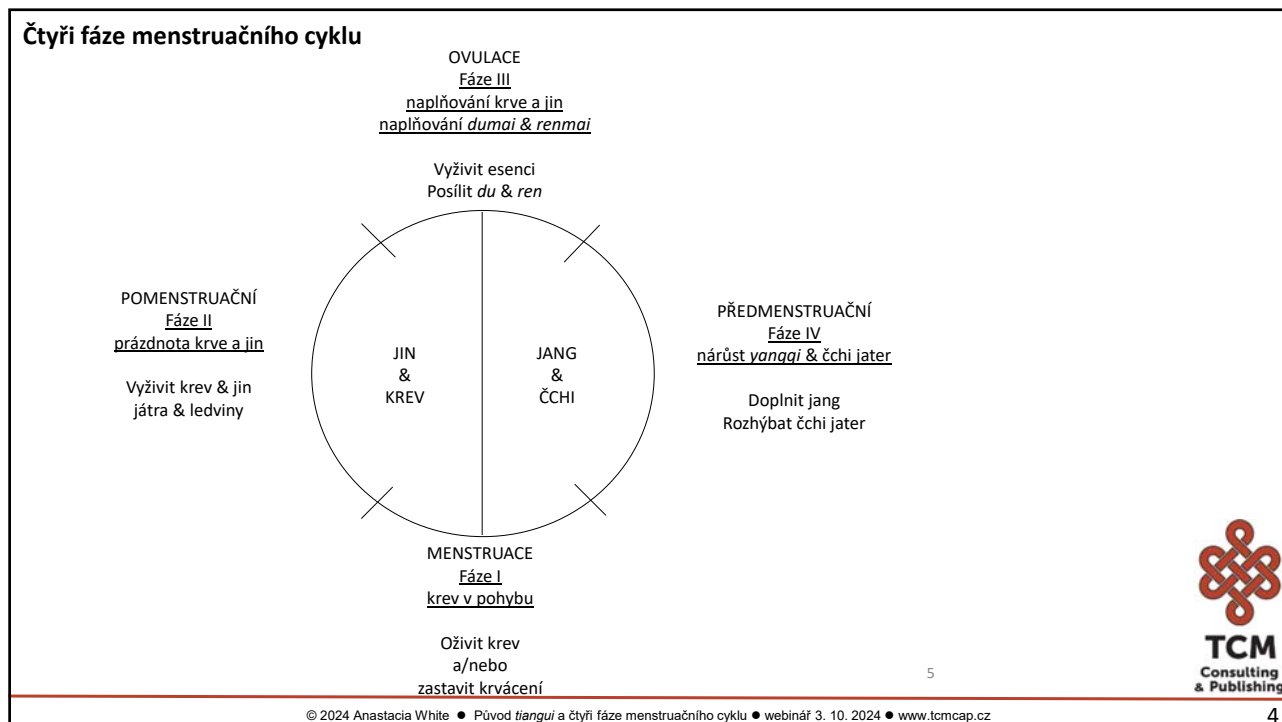 Čtyři fáze menstruačního cyklu
OVULACE
Fáze III
naplňování krve a jin
naplňování dumai & renmai
Vyživit esenci
Posílit du & ren
POMENSTRUAČNÍ
Fáze II
prázdnota krve a jin
Vyživit krev & jin
játra & ledviny
JIN
&
KREV
JANG
&
ČCHI
PŘEDMENSTRUAČNÍ
Fáze IV
nárůst yangqi & čchi jater
Doplnit jang
Rozhýbat čchi jater
MENSTRUACE
Fáze I
krev v pohybu
Oživit krev
a/nebo
zastavit krvácení
5
TCM
Consulting
& Publishing
© 2024 Anastacia White ● Původ tiangui a čtyři fáze menstruačního cyklu ● webinář 3. 10. 2024 ● www.tcmcap.cz
4